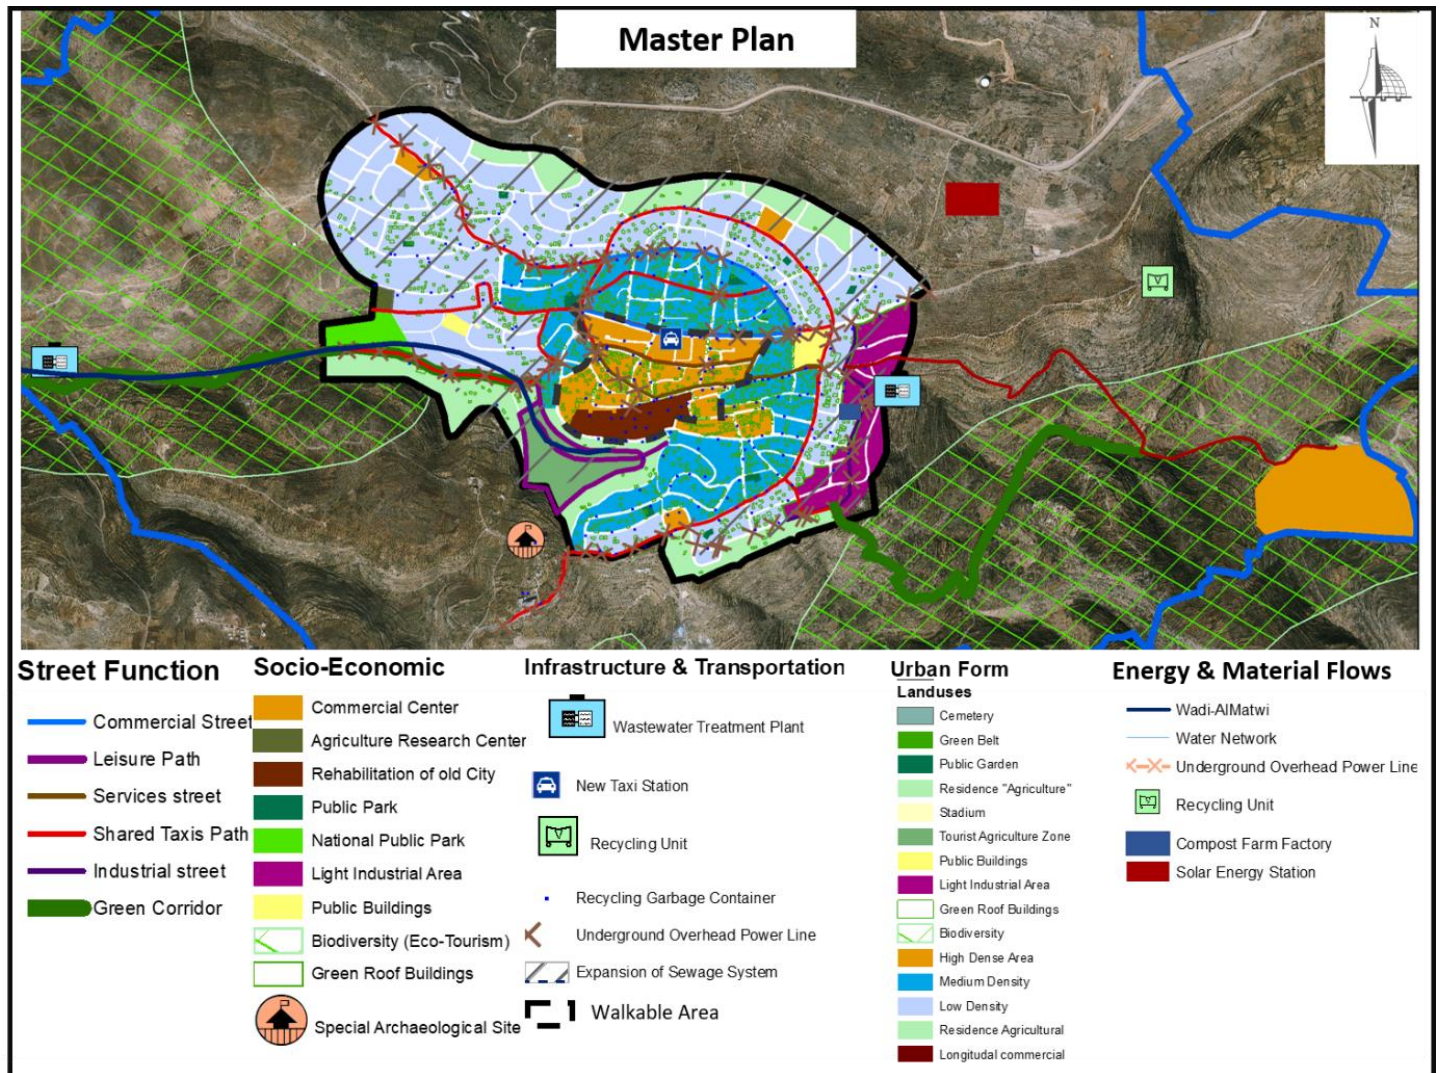 Master Plan
N
Street Function
Commercial Street
Leisure Path
Services street
Shared Taxis Path
Industrial street
Green Corridor
Socio-Economic
Commercial Center
Agriculture Research Center
Rehabilitation of old City
Public Park
National Public Park
Light Industrial Area
Public Buildings
Biodiversity (Eco-Tourism)
Green Roof Buildings
Special Archaeological Site
Infrastructure & Transportation
Wastewater Treatment Plant
New Taxi Station
Recycling Unit
Recycling Garbage Container
Underground Overhead Power Line
Expansion of Sewage System
Walkable Area
Urban Form
Landuses
Cemetery
Green Belt
Public Garden
Residence "Agriculture"
Stadium
Tourist Agriculture Zone
Public Buildings
Light Industrial Area
Green Roof Buildings
Biodiversity
High Dense Area
Medium Density
Low Density
Residence Agricultural
Longitudal commercial
Energy & Material Flows
Wadi-AlMatwi
Water Network
Underground Overhead Power Line
Recycling Unit
Compost Farm Factory
Solar Energy Station